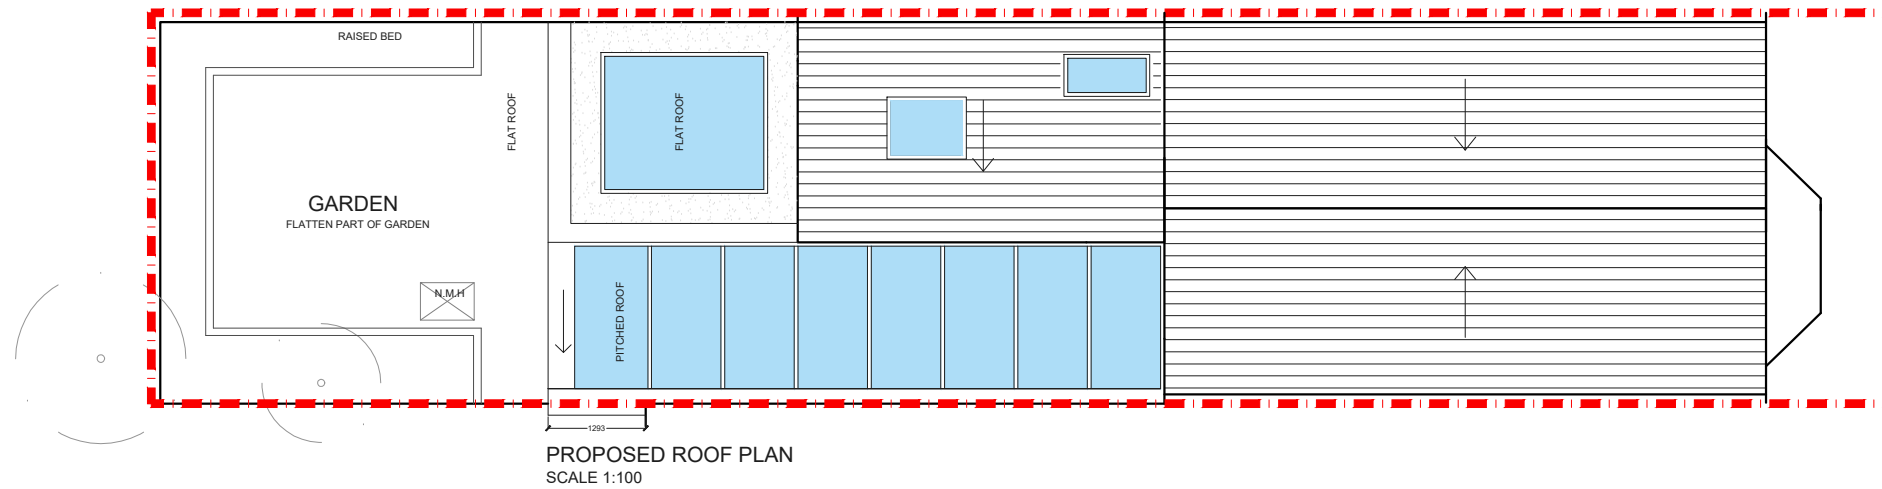 RAISED BED
FLAT ROOF
FLAT ROOF
GARDEN
FLATTEN PART OF GARDEN
N.M.H
PITCHED ROOF
1293
PROPOSED ROOF PLAN
SCALE 1:100